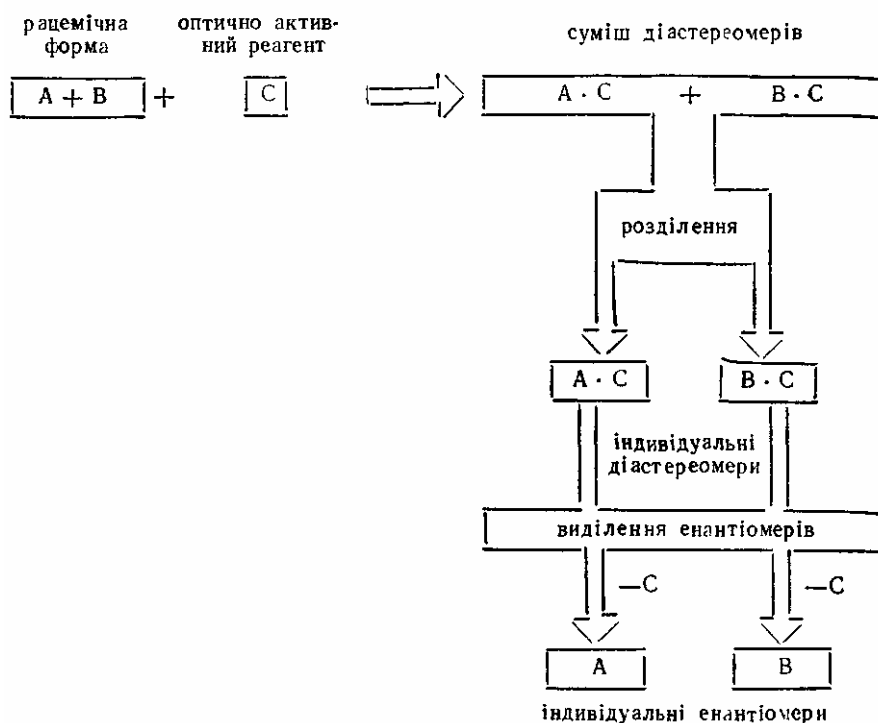 рацемічна
форма
оптично актив-
ний реагент
суміш діастереомерів
A + B
+
C
A · C + B · C
розділення
A · C
B · C
індивідуальні
діастереомери
виділення енантіомерів
—C
—C
A
B
індивідуальні енантіомери